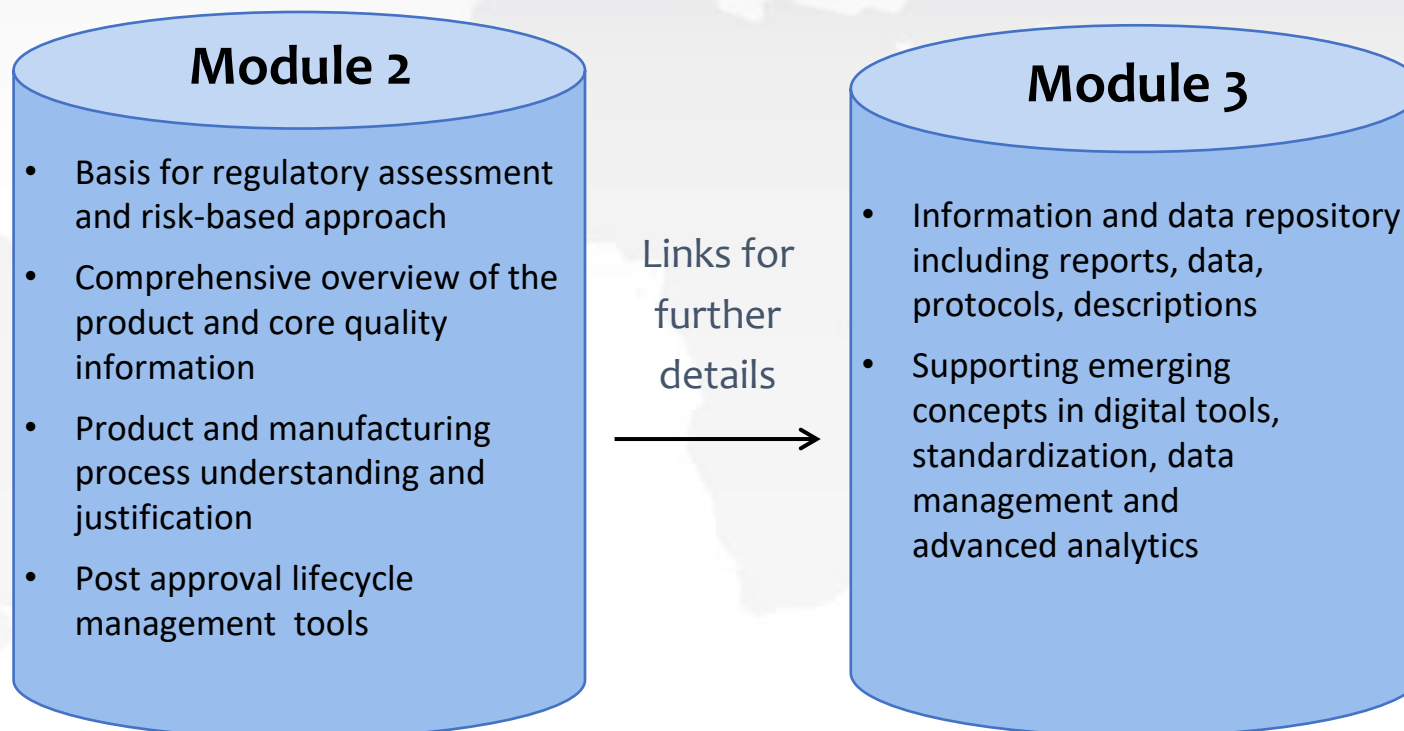 Module 2
• Basis for regulatory assessment
and risk-based approach
• Comprehensive overview of the
product and core quality
information
• Product and manufacturing
process understanding and
justification
• Post approval lifecycle
management  tools
Links for
further
details
Module 3
• Information and data repository
including reports, data,
protocols, descriptions
• Supporting emerging
concepts in digital tools,
standardization, data
management and
advanced analytics